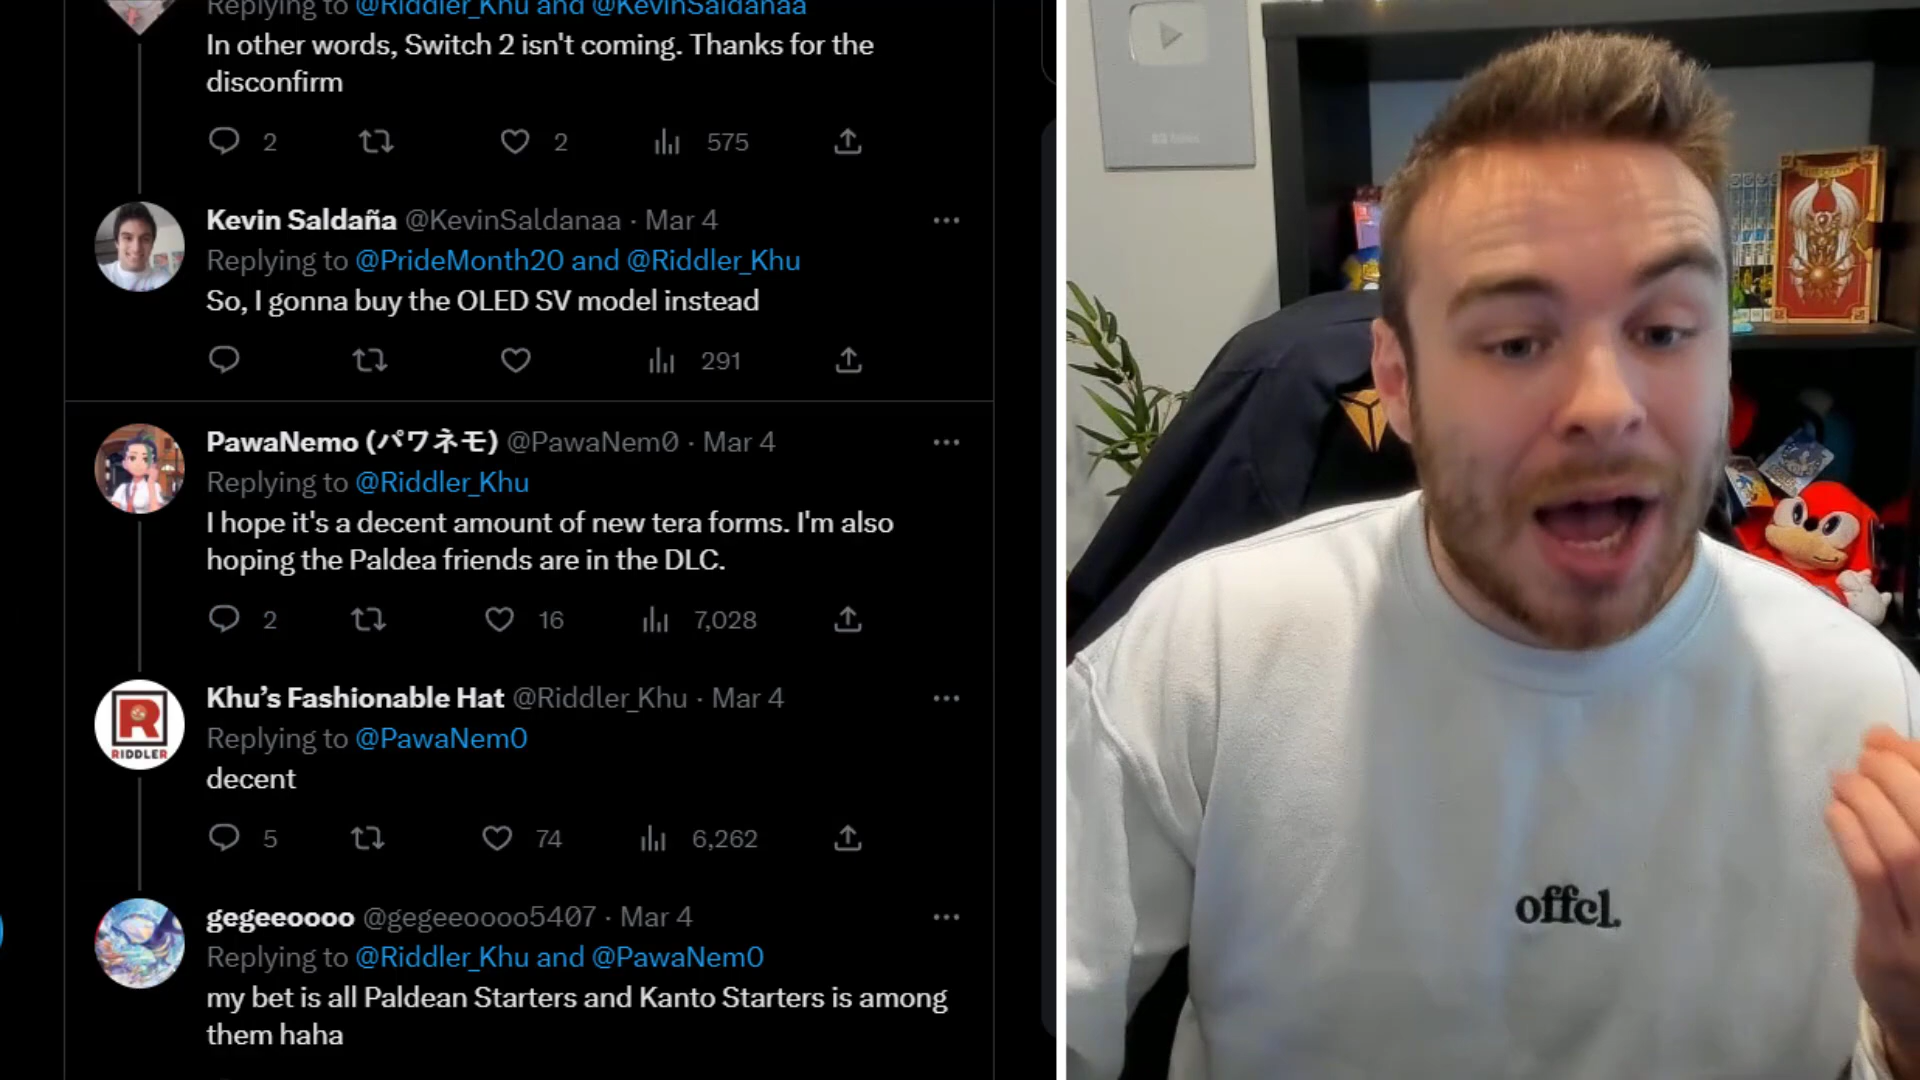 Replying to @Riddler_Khu and @KevinSaldanaa
In other words, Switch 2 isn't coming. Thanks for the
disconfirm
2 2 575
Kevin Saldaña @KevinSaldanaa · Mar 4
Replying to @PrideMonth20 and @Riddler_Khu
So, I gonna buy the OLED SV model instead
291
PawaNemo (パワネモ) @PawaNem0 · Mar 4
Replying to @Riddler_Khu
I hope it's a decent amount of new tera forms. I'm also
hoping the Paldea friends are in the DLC.
2 16 7,028
Khu's Fashionable Hat @Riddler_Khu · Mar 4
Replying to @PawaNem0
decent
5 74 6,262
RIDDLER
gegeeoooo @gegeeoooo5407 · Mar 4
Replying to @Riddler_Khu and @PawaNem0
my bet is all Paldean Starters and Kanto Starters is among
them haha
offcl.